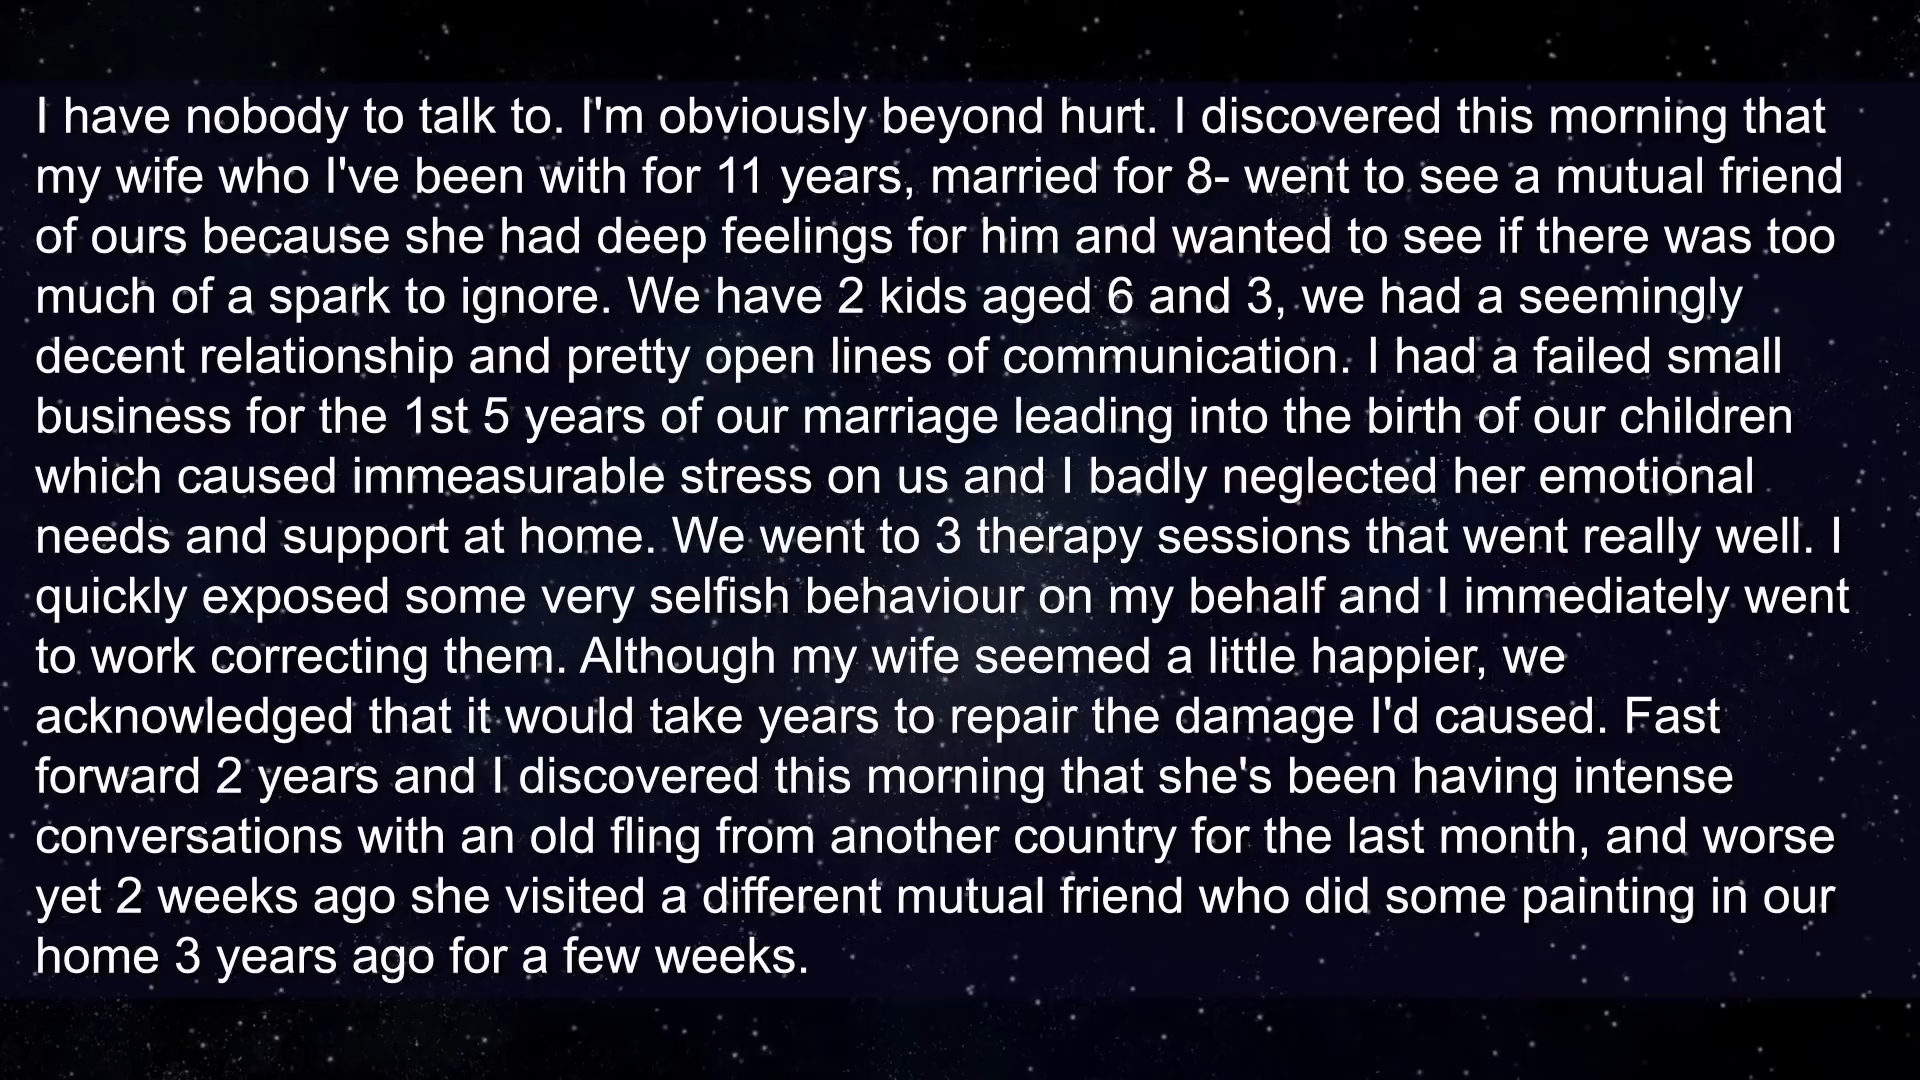 I have nobody to talk to. I'm obviously beyond hurt. I discovered this morning that
my wife who I've been with for 11 years, married for 8- went to see a mutual friend
of ours because she had deep feelings for him and wanted to see if there was too
much of a spark to ignore. We have 2 kids aged 6 and 3, we had a seemingly
decent relationship and pretty open lines of communication. I had a failed small
business for the 1st 5 years of our marriage leading into the birth of our children
which caused immeasurable stress on us and I badly neglected her emotional
needs and support at home. We went to 3 therapy sessions that went really well. I
quickly exposed some very selfish behaviour on my behalf and I immediately went
to work correcting them. Although my wife seemed a little happier, we
acknowledged that it would take years to repair the damage I'd caused. Fast
forward 2 years and I discovered this morning that she's been having intense
conversations with an old fling from another country for the last month, and worse
yet 2 weeks ago she visited a different mutual friend who did some painting in our
home 3 years ago for a few weeks.